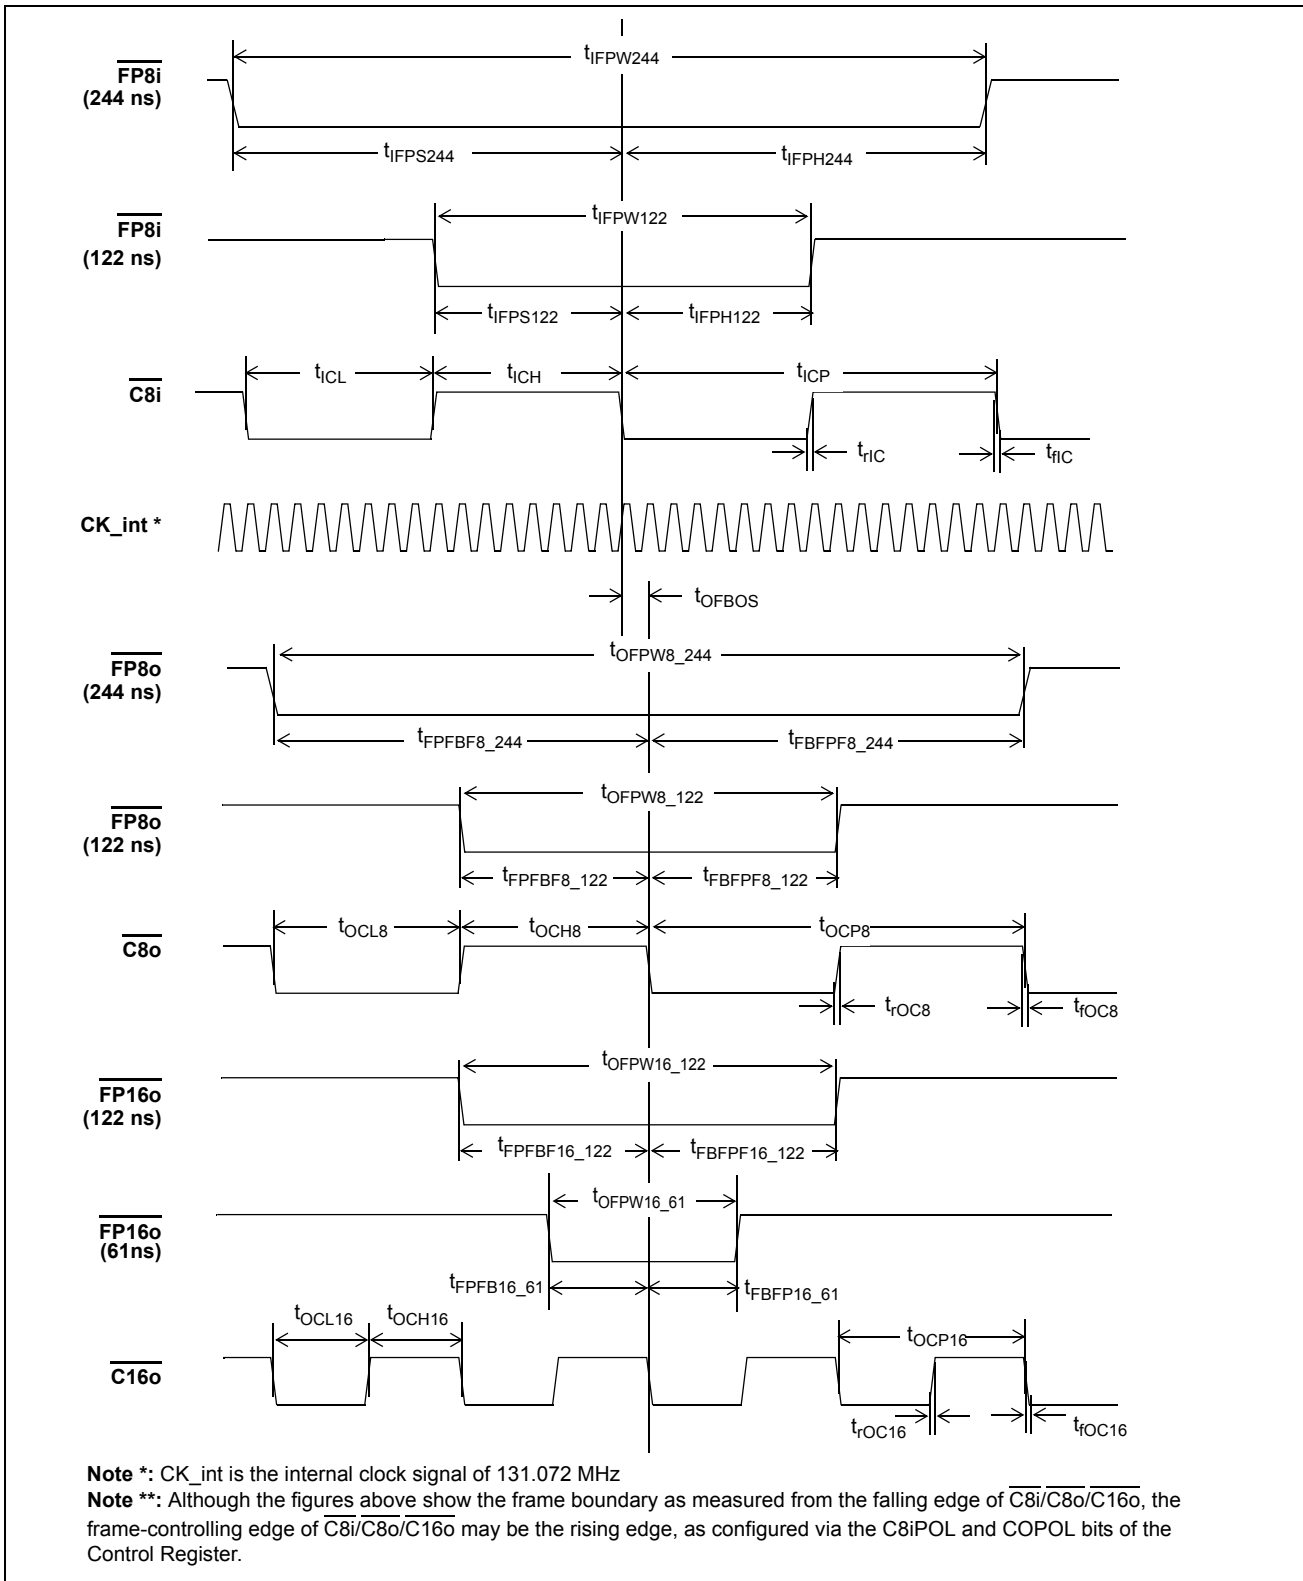 tIFPW244
FP8i
(244 ns)
tIFPS244
tIFPH244
tIFPW122
FP8i
(122 ns)
tIFPS122
tIFPH122
tICL
tICH
tICP
C8i
trIC
tfIC
CK_int *
tOFBOS
tOFPW8_244
FP8o
(244 ns)
tFPFBF8_244
tFBFPF8_244
tOFPW8_122
FP8o
(122 ns)
tFPFBF8_122
tFBFPF8_122
tOCL8
tOCH8
tOCP8
C8o
trOC8
tfOC8
tOFPW16_122
FP16o
(122 ns)
tFPFBF16_122
tFBFPF16_122
tOFPW16_61
FP16o
(61ns)
tFPFB16_61
tFBFP16_61
tOCL16
tOCH16
tOCP16
C16o
trOC16
tfOC16
Note *: CK_int is the internal clock signal of 131.072 MHz
Note **: Although the figures above show the frame boundary as measured from the falling edge of C8i/C8o/C16o, the
frame-controlling edge of C8i/C8o/C16o may be the rising edge, as configured via the C8iPOL and COPOL bits of the
Control Register.